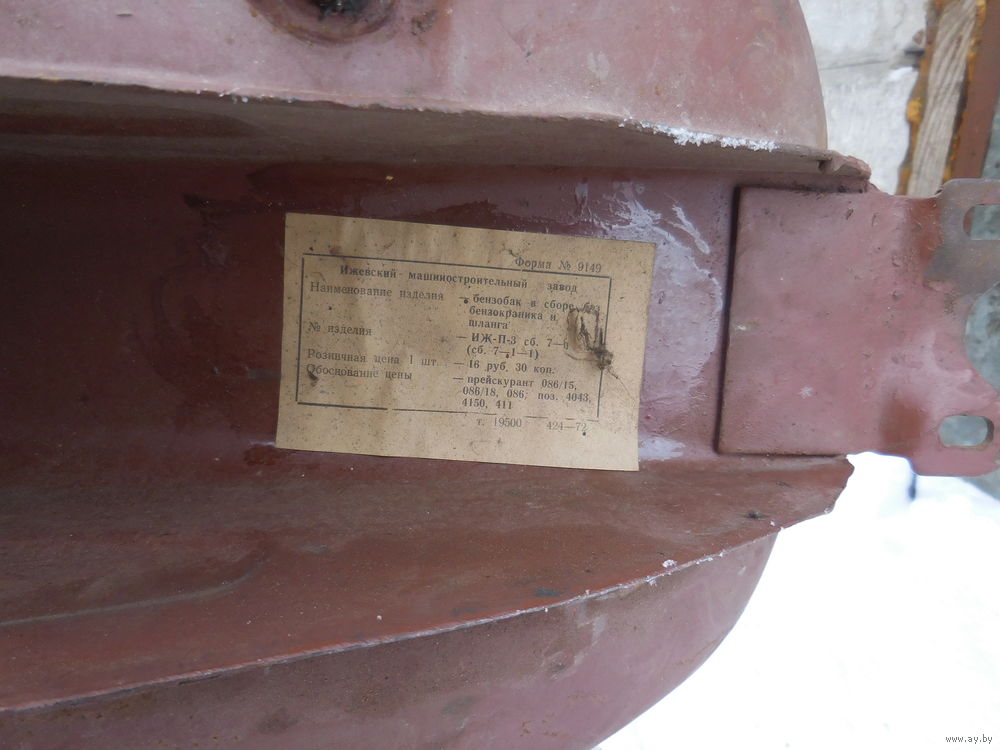 Форма № 9149
Ижевский машиностроительный завод
Наименование изделия — бензобак в сборе без
бензокраника и
шланга
№ изделия — ИЖ-П-3 сб. 7—
(сб. 7—1—1)
Розничная цена 1 шт. — 16 руб. 30 коп.
Обоснование цены — прейскурант 086/15,
086/18, 086; поз. 4043,
4150, 411
т. 19500 424—72
www.ay.by